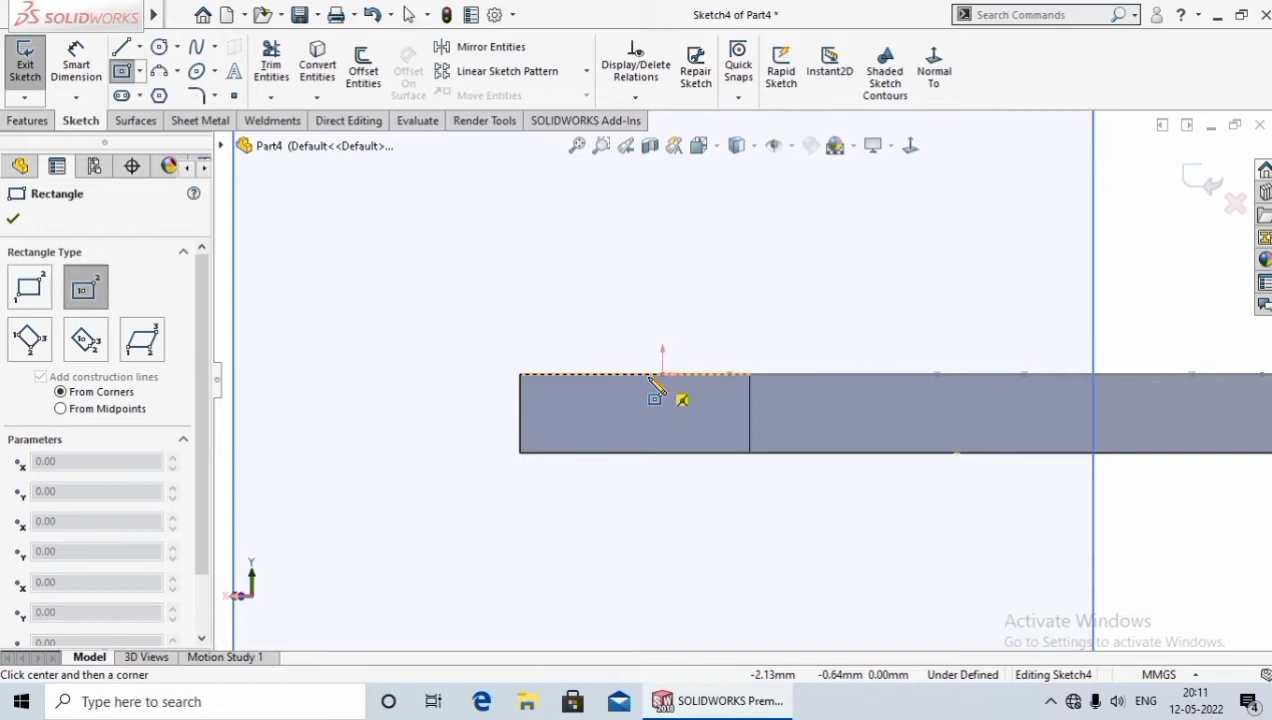 SOLIDWORKS
Sketch4 of Part4 *
Search Commands
Exit Sketch
Smart Dimension
Trim Entities
Convert Entities
Offset Entities
Offset On Surface
Mirror Entities
Linear Sketch Pattern
Move Entities
Display/Delete Relations
Repair Sketch
Quick Snaps
Rapid Sketch
Instant2D
Shaded Sketch Contours
Normal To
Features
Sketch
Surfaces
Sheet Metal
Weldments
Direct Editing
Evaluate
Render Tools
SOLIDWORKS Add-Ins
Part4 (Default<<Default>...
Rectangle
Rectangle Type
Add construction lines
From Corners
From Midpoints
Parameters
0.00
0.00
0.00
0.00
0.00
0.00
0.00
Y
X
Activate Windows
Go to Settings to activate Windows.
Model
3D Views
Motion Study 1
Click center and then a corner
-2.13mm
-0.64mm
0.00mm
Under Defined
Editing Sketch4
MMGS
Type here to search
SOLIDWORKS Prem...
ENG
20:11
12-05-2022
4